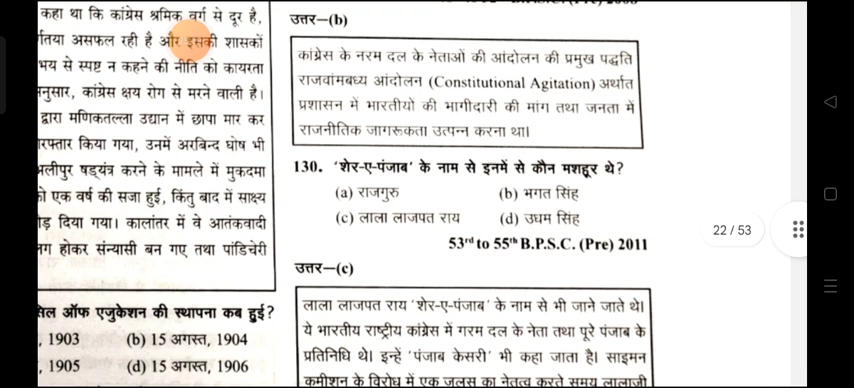 कहा था कि कांग्रेस श्रमिक वर्ग से दूर है,
असफल रही है और इसकी शासकों
भय से स्पष्ट न कहने की नीति को कायरता
कांग्रेस क्षय रोग से मरने वाली है।
द्वारा मणिकतल्ला उद्यान में छापा मार कर
किया गया, उनमें अरबिन्द घोष भी
षड्यंत्र करने के मामले में मुकदमा
एक वर्ष की सजा हुई, किंतु बाद में साक्ष्य
दिया गया। कालांतर में वे आतंकवादी
होकर संन्यासी बन गए तथा पांडिचेरी
ऑफ एजुकेशन की स्थापना कब हुई?
, 1903 (b) 15 अगस्त, 1904
, 1905 (d) 15 अगस्त, 1906
उत्तर—(b)
कांग्रेस के नरम दल के नेताओं की आंदोलन की प्रमुख पद्धति
राजवांमबध्य आंदोलन (Constitutional Agitation) अर्थात
प्रशासन में भारतीयो की भागीदारी की मांग तथा जनता में
राजनीतिक जागरूकता उत्पन्न करना था।
130. 'शेर-ए-पंजाब' के नाम से इनमें से कौन मशहूर थे?
(a) राजगुरु (b) भगत सिंह
(c) लाला लाजपत राय (d) उधम सिंह
53rd to 55th B.P.S.C. (Pre) 2011
उत्तर—(c)
लाला लाजपत राय 'शेर-ए-पंजाब' के नाम से भी जाने जाते थे।
ये भारतीय राष्ट्रीय कांग्रेस में गरम दल के नेता तथा पूरे पंजाब के
प्रतिनिधि थे। इन्हें 'पंजाब केसरी' भी कहा जाता है। साइमन
कमीशन के विरोध में एक जुलूस का नेतृत्व करते समय लालाजी
22 / 53